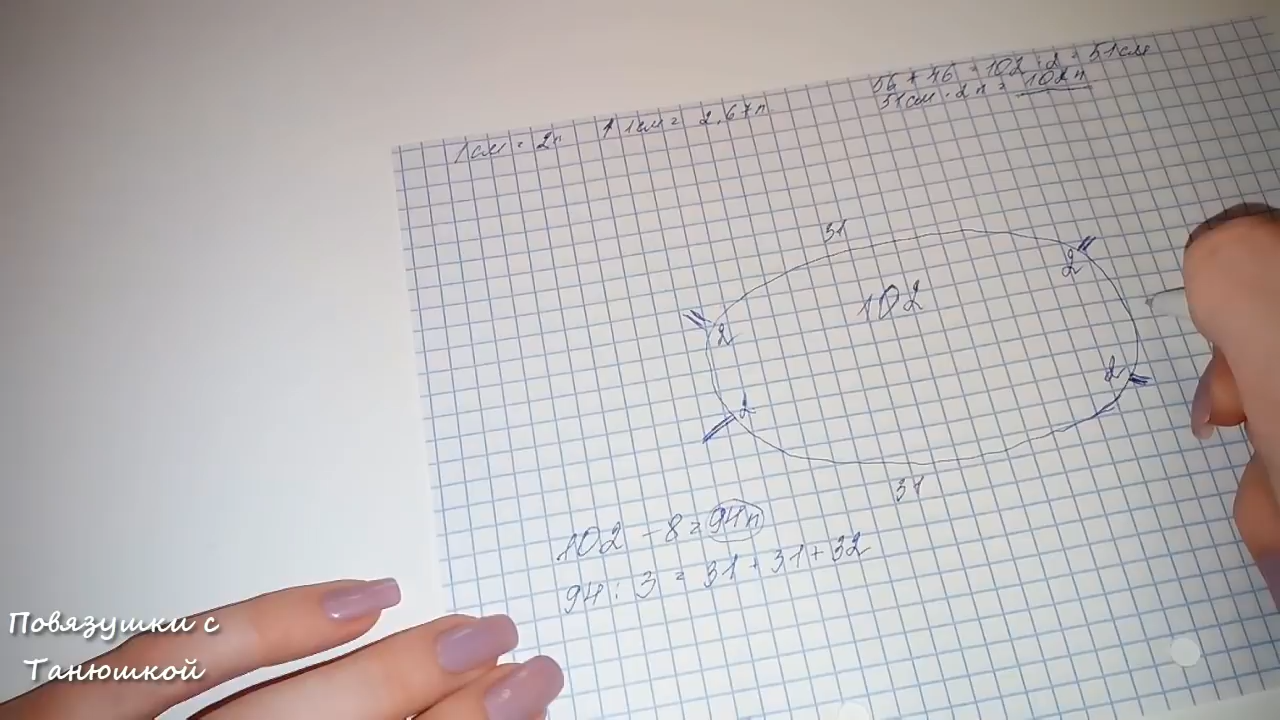 56 + 46 = 102 : 2 = 51см
51см · 2п = 102п
1см = 2п 1см = 2,67п
31
2
102
2
2
2
31
102 - 8 = 94п
94 : 3 = 31 + 31 + 32
Повязушки с
Танюшкой